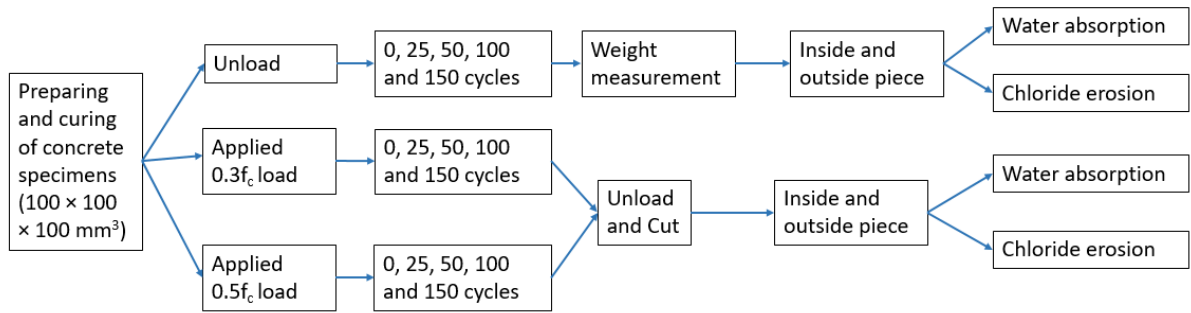 Preparing
and curing
of concrete
specimens
(100 × 100
× 100 mm³)
Unload
0, 25, 50, 100
and 150 cycles
Weight
measurement
Inside and
outside piece
Water absorption
Chloride erosion
Applied
0.3fc load
0, 25, 50, 100
and 150 cycles
Applied
0.5fc load
0, 25, 50, 100
and 150 cycles
Unload
and Cut
Inside and
outside piece
Water absorption
Chloride erosion